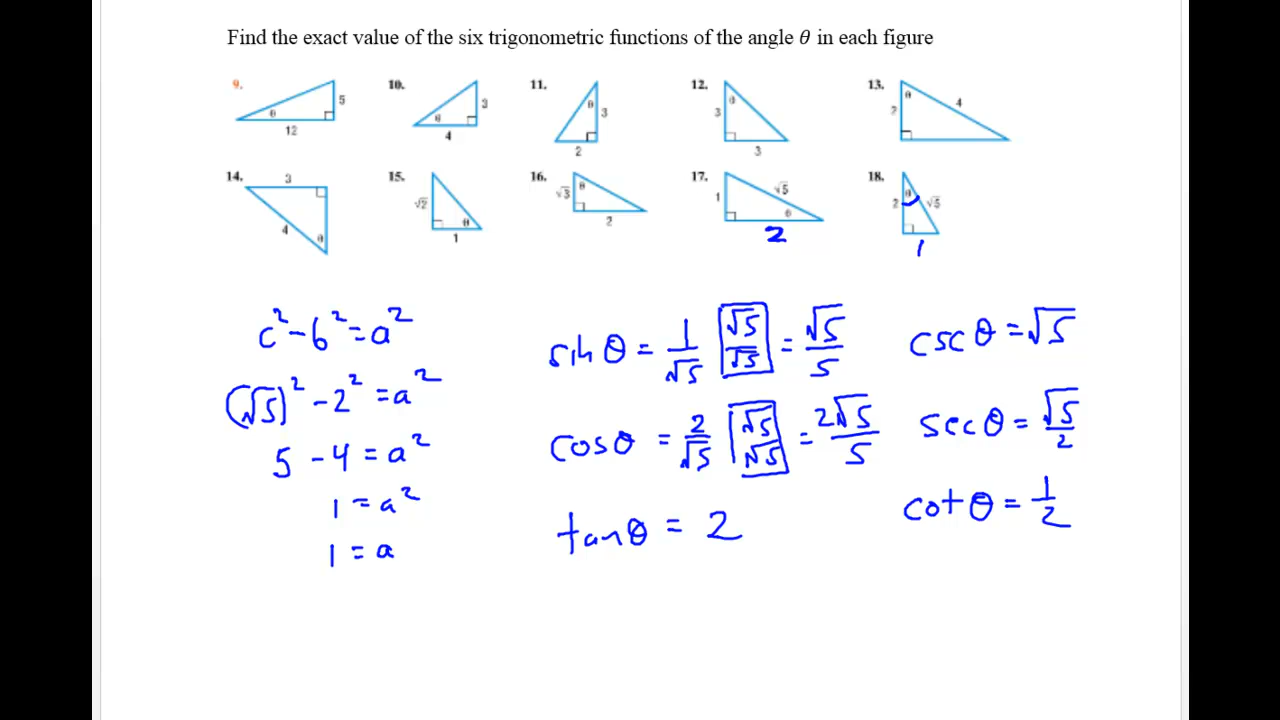 Find the exact value of the six trigonometric functions of the angle θ in each figure
9. θ 5 12
10. θ 3 4
11. θ 3 2
12. θ 3 3
13. θ 2 4
14. 3 4 θ
15. √2 θ 1
16. √3 θ 2
17. 1 √5 θ 2
18. θ 2 √5 1
c² - b² = a²
(√5)² - 2² = a²
5 - 4 = a²
1 = a²
1 = a
sin θ = 1/√5 √5/√5 = √5/5
cos θ = 2/√5 √5/√5 = 2√5/5
tan θ = 2
csc θ = √5
sec θ = √5/2
cot θ = 1/2